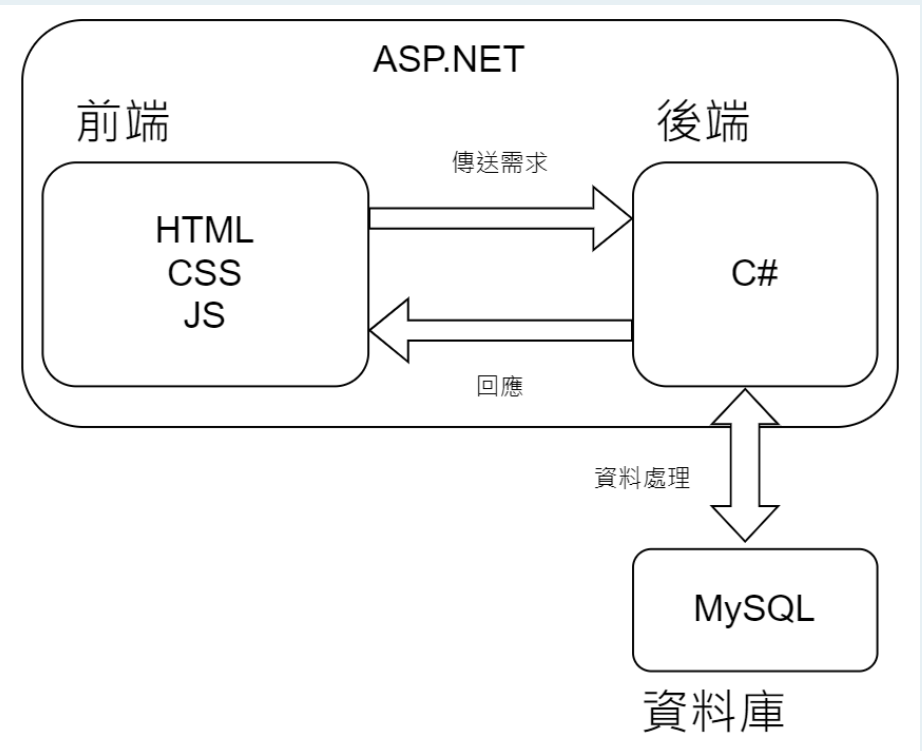 ASP.NET
前端
後端
傳送需求
HTML
CSS
JS
C#
回應
資料處理
MySQL
資料庫